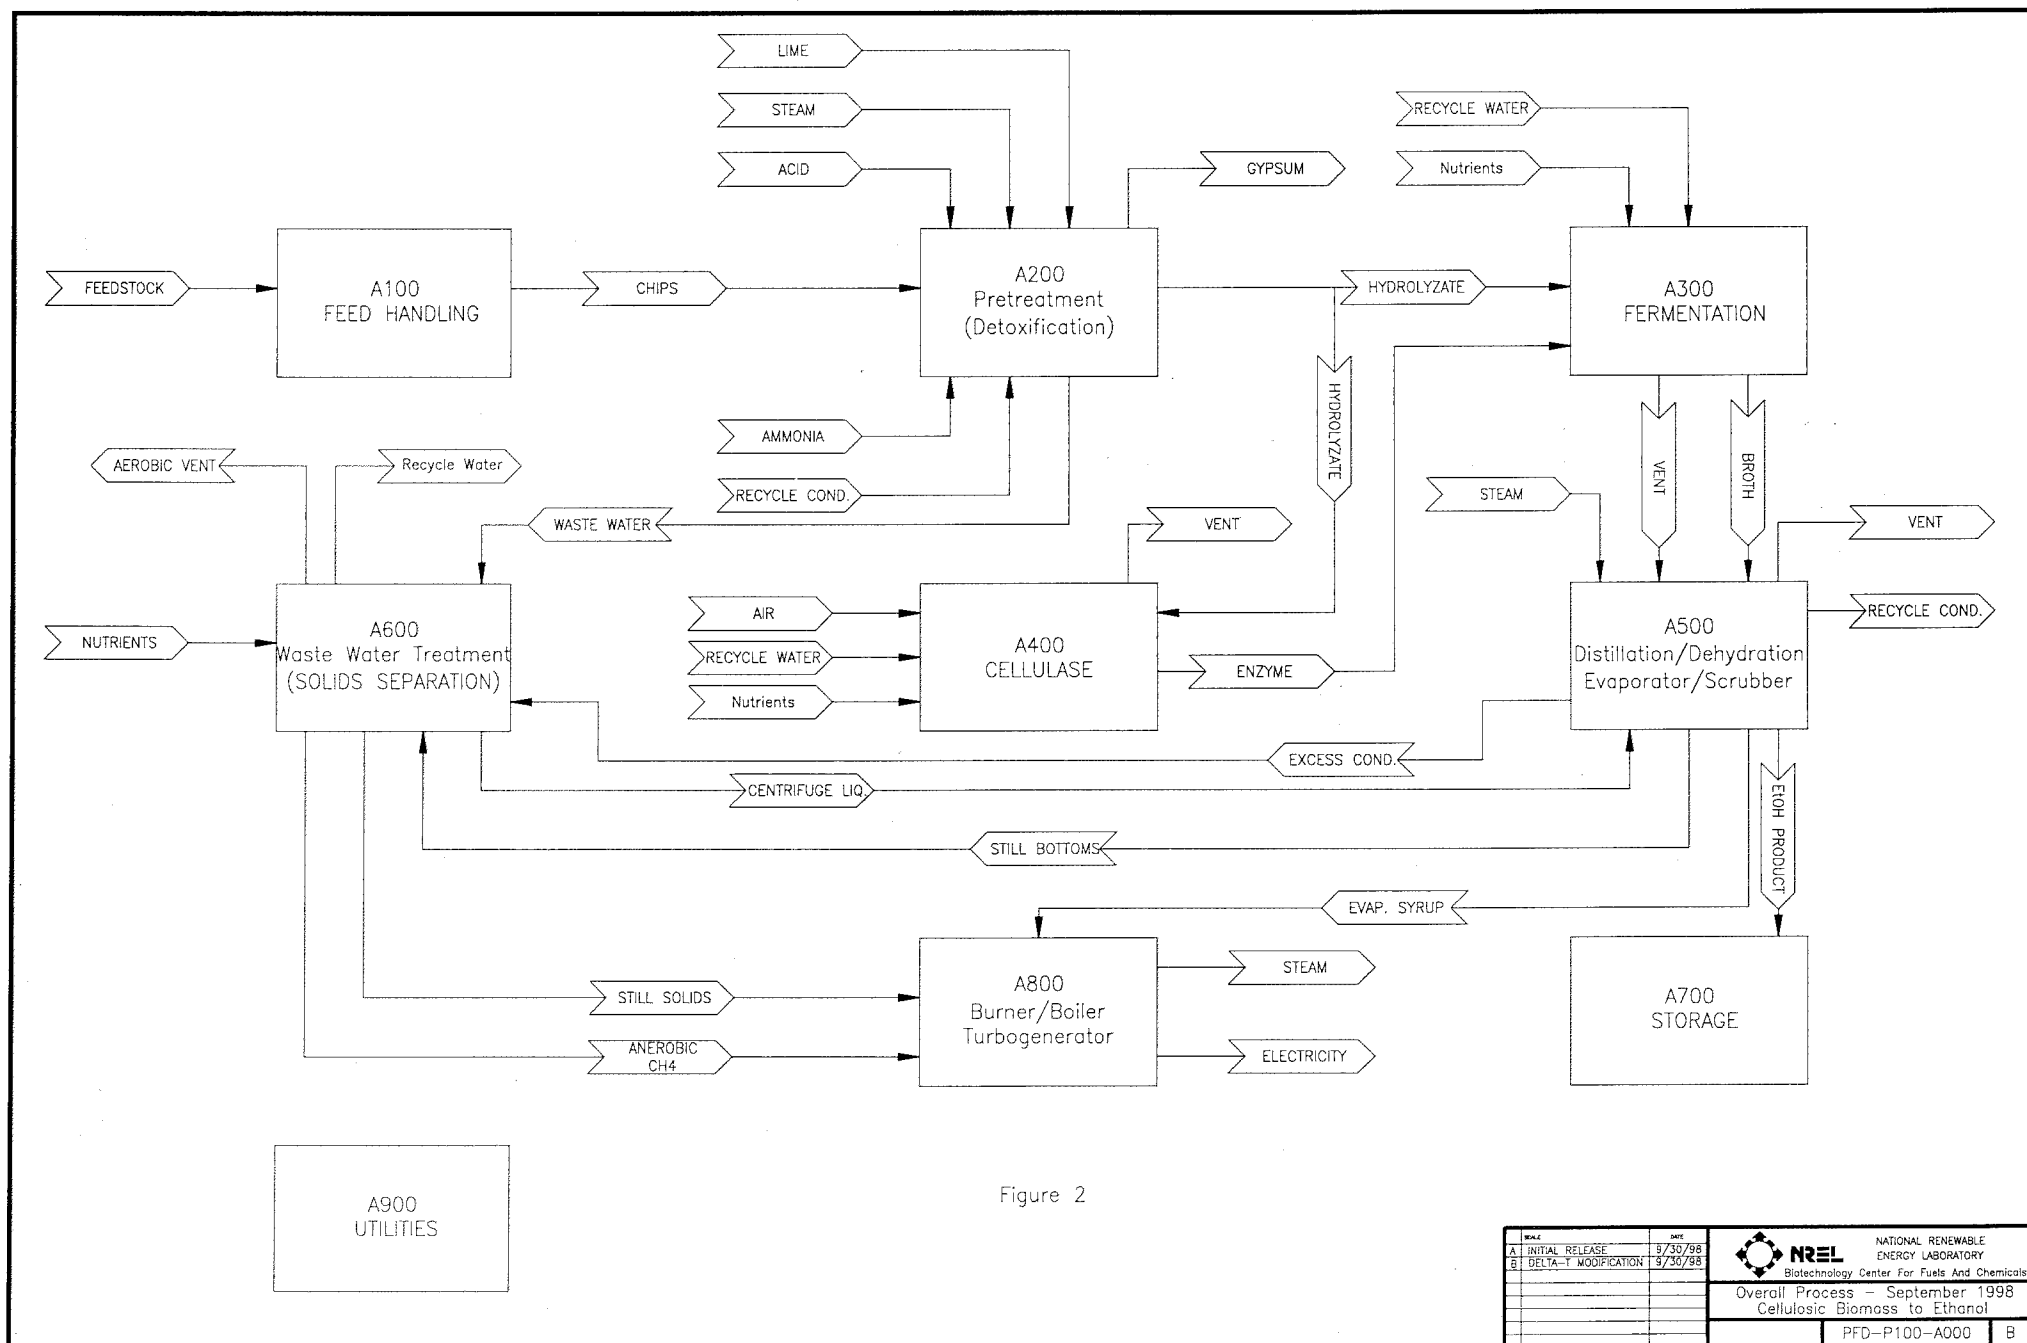 LIME
STEAM
ACID
GYPSUM
RECYCLE WATER
Nutrients
FEEDSTOCK
A100
FEED HANDLING
CHIPS
A200
Pretreatment
(Detoxification)
HYDROLYZATE
A300
FERMENTATION
HYDROLYZATE
AMMONIA
RECYCLE COND.
AEROBIC VENT
Recycle Water
WASTE WATER
VENT
VENT
BROTH
STEAM
VENT
RECYCLE COND.
NUTRIENTS
A600
Waste Water Treatment
(SOLIDS SEPARATION)
AIR
RECYCLE WATER
Nutrients
A400
CELLULASE
ENZYME
A500
Distillation/Dehydration
Evaporator/Scrubber
EXCESS COND.
CENTRIFUGE LIQ.
STILL BOTTOMS
EtOH PRODUCT
EVAP. SYRUP
STILL SOLIDS
ANEROBIC
CH4
A800
Burner/Boiler
Turbogenerator
STEAM
ELECTRICITY
A700
STORAGE
A900
UTILITIES
Figure 2
SCALE DATE
A INITIAL RELEASE 9/30/98
B DELTA-T MODIFICATION 9/30/98
NREL
NATIONAL RENEWABLE
ENERGY LABORATORY
Biotechnology Center For Fuels And Chemicals
Overall Process - September 1998
Cellulosic Biomass to Ethanol
PFD-P100-A000 B